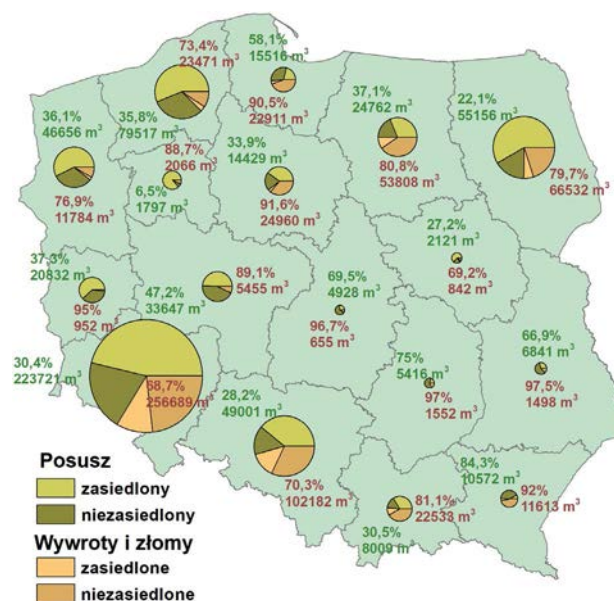 73,4%
23471 m³
58,1%
15516 m³
36,1%
46656 m³
35,8%
79517 m³
90,5%
22911 m³
37,1%
24762 m³
22,1%
55156 m³
88,7%
2066 m³
33,9%
14429 m³
76,9%
11784 m³
6,5%
1797 m³
91,6%
24960 m³
80,8%
53808 m³
79,7%
66532 m³
37,3%
20832 m³
27,2%
2121 m³
95%
952 m³
47,2%
33647 m³
89,1%
5455 m³
69,5%
4928 m³
69,2%
842 m³
96,7%
655 m³
66,9%
6841 m³
30,4%
223721 m³
68,7%
256689 m³
75%
5416 m³
97%
1552 m³
97,5%
1498 m³
28,2%
49001 m³
70,3%
102182 m³
84,3%
10572 m³
92%
11613 m³
81,1%
22533 m³
30,5%
8009 m³
Posusz
zasiedlony
niezasiedlony
Wywroty i złomy
zasiedlone
niezasiedlone